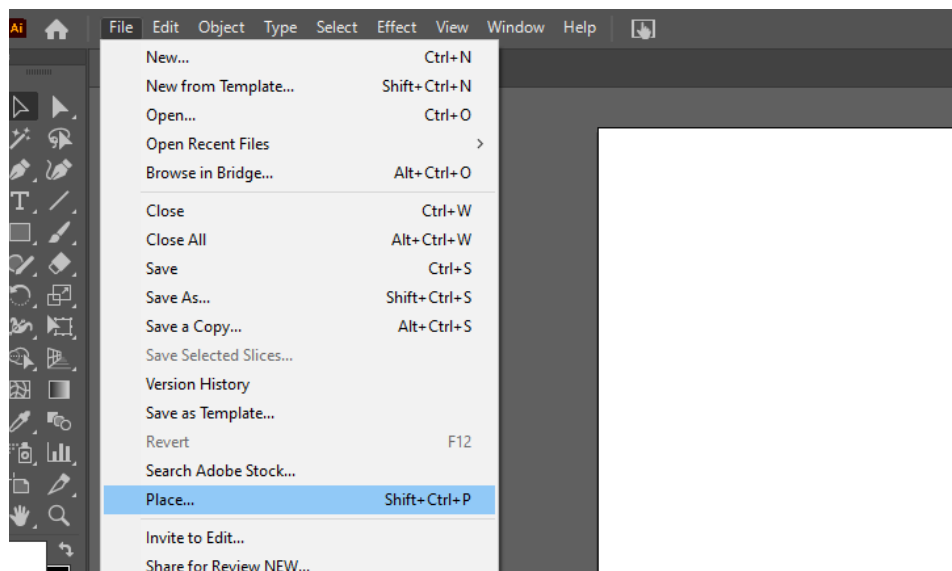 Ai File Edit Object Type Select Effect View Window Help
New... Ctrl+N
New from Template... Shift+Ctrl+N
Open... Ctrl+O
Open Recent Files >
Browse in Bridge... Alt+Ctrl+O
Close Ctrl+W
Close All Alt+Ctrl+W
Save Ctrl+S
Save As... Shift+Ctrl+S
Save a Copy... Alt+Ctrl+S
Save Selected Slices...
Version History
Save as Template...
Revert F12
Search Adobe Stock...
Place... Shift+Ctrl+P
Invite to Edit...
Share for Review NEW...